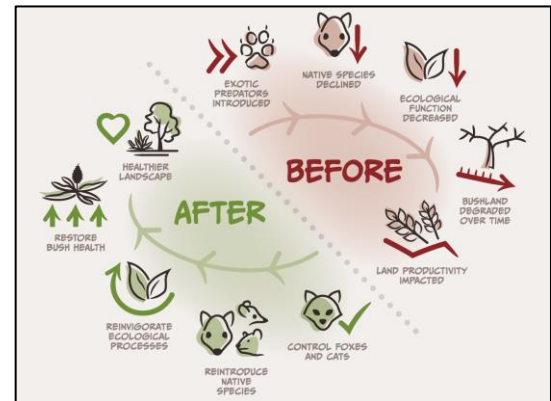 EXOTIC
PREDATORS
INTRODUCED
NATIVE SPECIES
DECLINED
ECOLOGICAL
FUNCTION
DECREASED
BUSHLAND
DEGRADED
OVER TIME
LAND PRODUCTIVITY
IMPACTED
BEFORE
AFTER
CONTROL FOXES
AND CATS
REINTRODUCE
NATIVE
SPECIES
REINVIGORATE
ECOLOGICAL
PROCESSES
RESTORE
BUSH HEALTH
HEALTHIER
LANDSCAPE